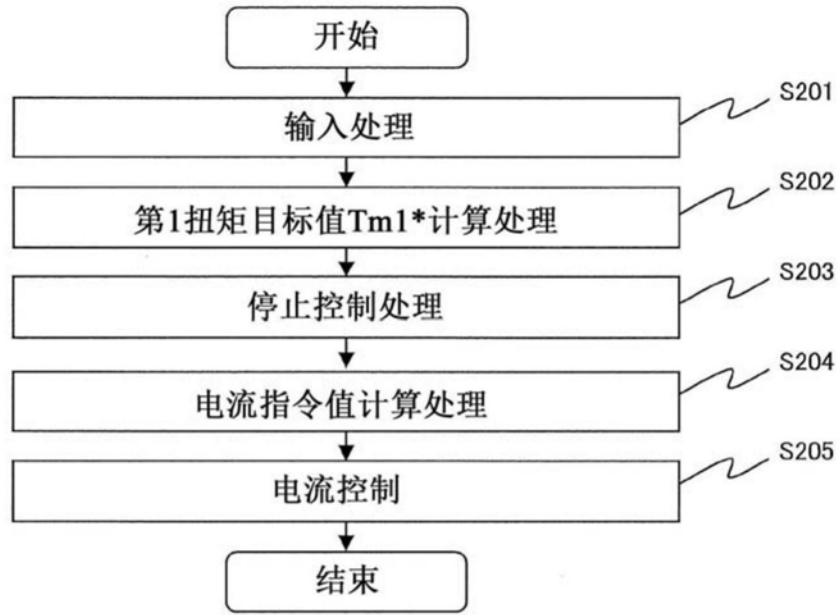 开始
输入处理
S201
第1扭矩目标值Tm1*计算处理
S202
停止控制处理
S203
电流指令值计算处理
S204
电流控制
S205
结束